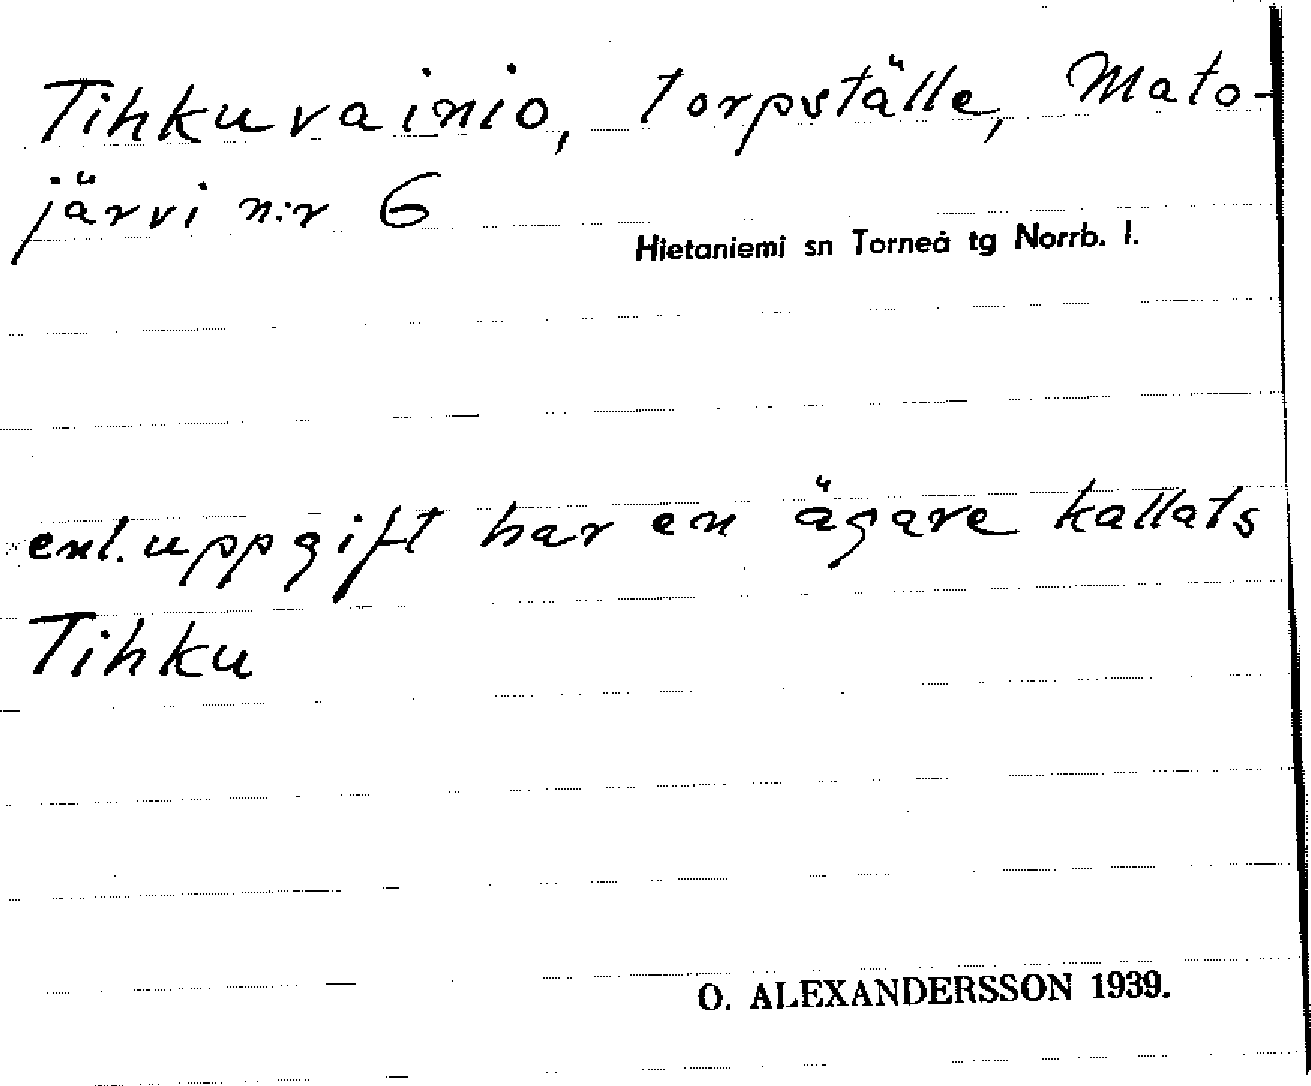 Tihkuvainio, torpställe, Mato-
järvi n:r 6
Hietaniemi sn Torneå tg Norrb. l.
enl. uppgift har en ägare kallats
Tihku
O. ALEXANDERSSON 1939.